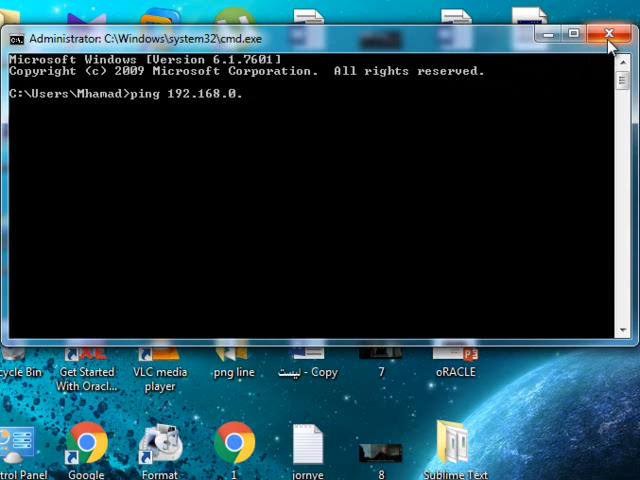 Administrator: C:\Windows\system32\cmd.exe
Microsoft Windows [Version 6.1.7601]
Copyright (c) 2009 Microsoft Corporation.  All rights reserved.
C:\Users\Mhamad>ping 192.168.0.
cycle Bin
Get Started
With Oracl...
VLC media
player
png line
ليست - Copy
7
oRACLE
trol Panel
Google
Format
1
jornye
8
Sublime Text